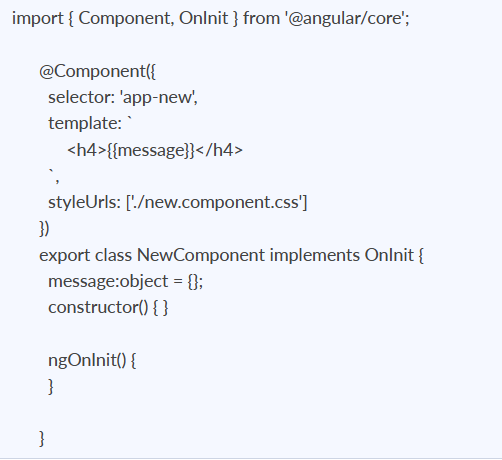 import { Component, OnInit } from '@angular/core';
@Component({
selector: 'app-new',
template: `
<h4>{{message}}</h4>
`,
styleUrls: ['./new.component.css']
})
export class NewComponent implements OnInit {
message:object = {};
constructor() { }
ngOnInit() {
}
}